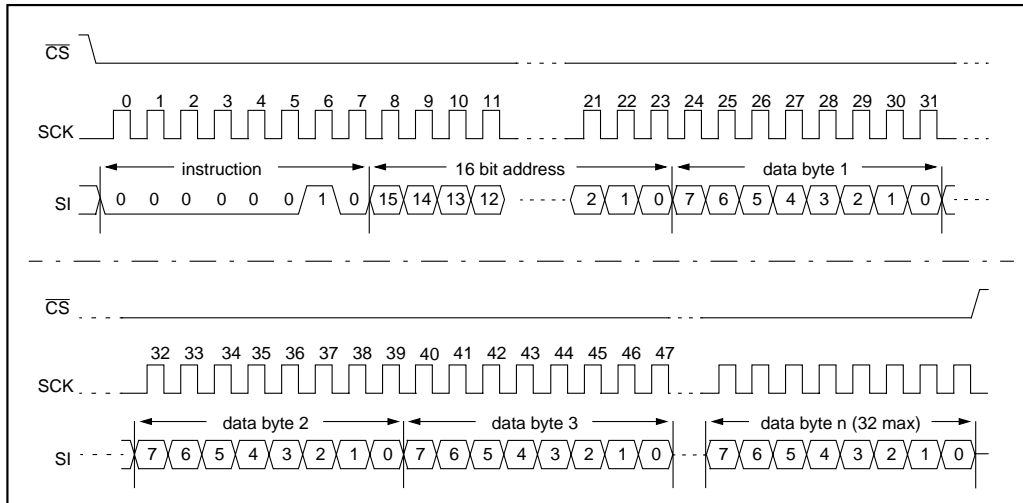 CS
0 1 2 3 4 5 6 7 8 9 10 11 21 22 23 24 25 26 27 28 29 30 31
SCK
instruction 16 bit address data byte 1
SI 0 0 0 0 0 0 1 0 15 14 13 12 2 1 0 7 6 5 4 3 2 1 0
CS
32 33 34 35 36 37 38 39 40 41 42 43 44 45 46 47
SCK
data byte 2 data byte 3 data byte n (32 max)
SI 7 6 5 4 3 2 1 0 7 6 5 4 3 2 1 0 7 6 5 4 3 2 1 0